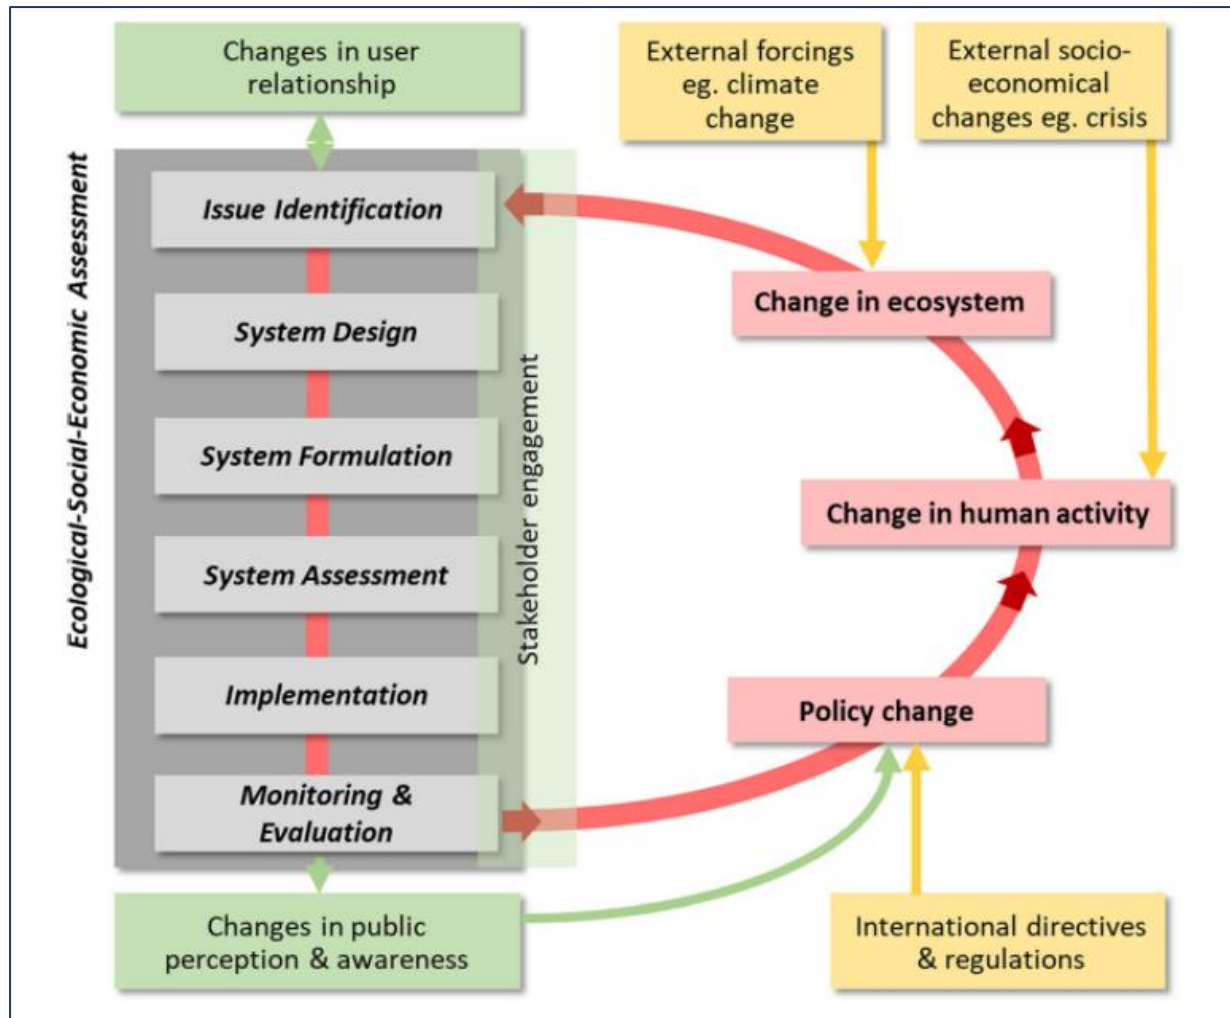 Changes in user
relationship
External forcings
eg. climate
change
External socio-
economical
changes eg. crisis
Ecological-Social-Economic Assessment
Issue Identification
System Design
System Formulation
System Assessment
Implementation
Monitoring &
Evaluation
Stakeholder engagement
Change in ecosystem
Change in human activity
Policy change
Changes in public
perception & awareness
International directives
& regulations